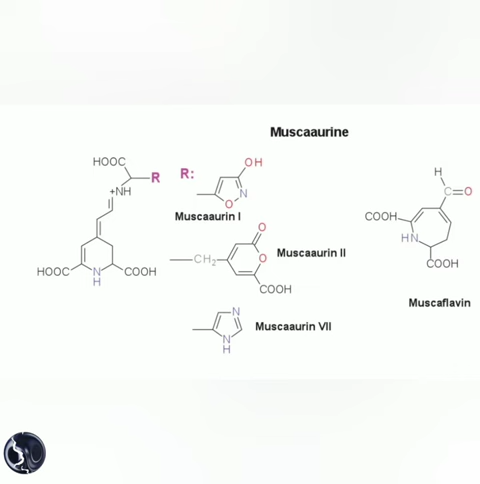 Muscaaurine
HOOC
R
R:
+NH
HOOC
N
H
COOH
OH
O
N
Muscaaurin I
CH2
O
O
COOH
Muscaaurin II
N
N
H
Muscaaurin VII
H
C=O
COOH
HN
COOH
Muscaflavin